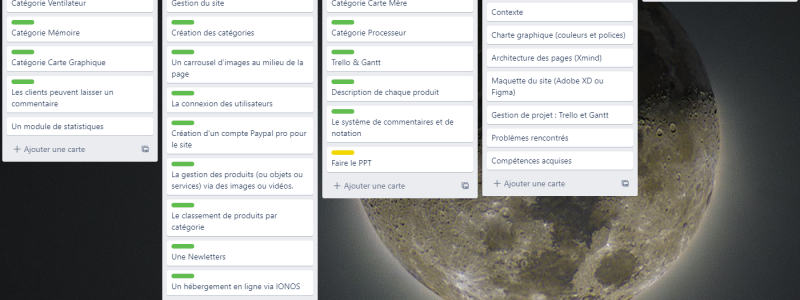 Catégorie Ventilateur
Catégorie Mémoire
Catégorie Carte Graphique
Les clients peuvent laisser un
commentaire
Un module de statistiques
Ajouter une carte
Gestion du site
Création des catégories
Un carrousel d'images au milieu de la
page
La connexion des utilisateurs
Création d'un compte Paypal pro pour
le site
La gestion des produits (ou objets ou
services) via des images ou vidéos.
Le classement de produits par
catégorie
Une Newletters
Un hébergement en ligne via IONOS
Catégorie Carte Mère
Catégorie Processeur
Trello & Gantt
Description de chaque produit
Le système de commentaires et de
notation
Faire le PPT
Ajouter une carte
Contexte
Charte graphique (couleurs et polices)
Architecture des pages (Xmind)
Maquette du site (Adobe XD ou
Figma)
Gestion de projet : Trello et Gantt
Problèmes rencontrés
Compétences acquises
Ajouter une carte